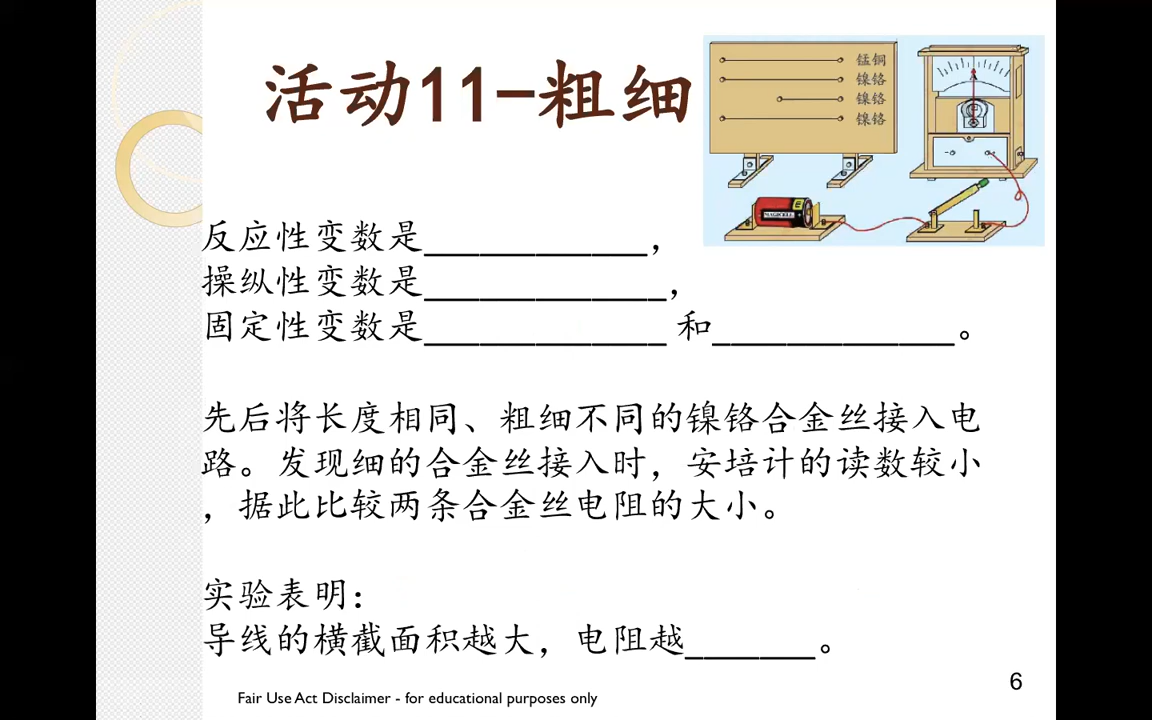 活动11-粗细
锰铜
镍铬
镍铬
镍铬
反应性变数是____________，
操纵性变数是_____________，
固定性变数是_____________ 和_____________。
先后将长度相同、粗细不同的镍铬合金丝接入电
路。发现细的合金丝接入时，安培计的读数较小
，据此比较两条合金丝电阻的大小。
实验表明：
导线的横截面积越大，电阻越_______。
Fair Use Act Disclaimer - for educational purposes only
6